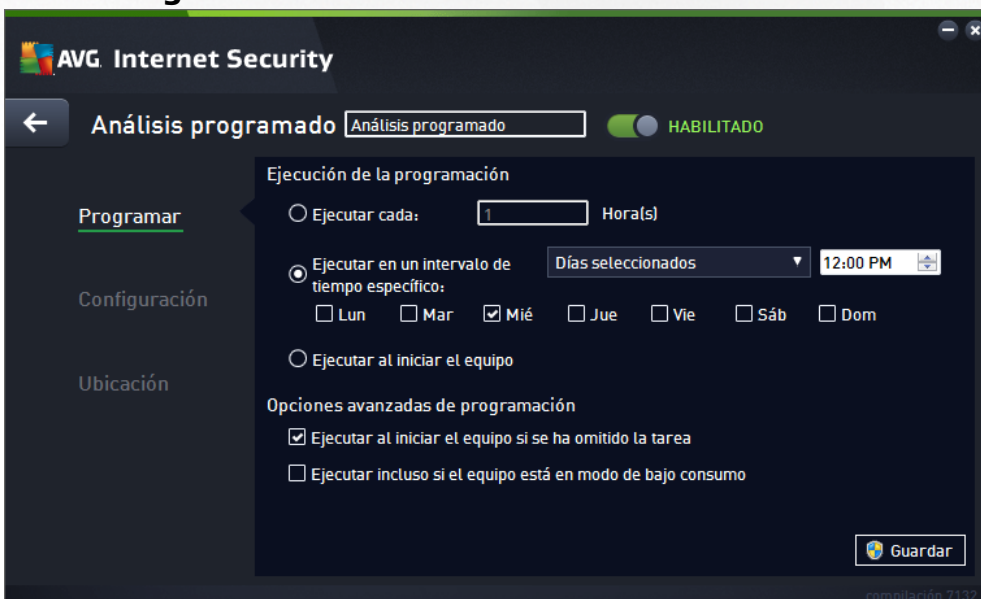 AVG. Internet Security
Análisis programado Análisis programado HABILITADO
Programar
Configuración
Ubicación
Ejecución de la programación
Ejecutar cada: 1 Hora(s)
Ejecutar en un intervalo de tiempo específico:
Días seleccionados 12:00 PM
Lun Mar Mié Jue Vie Sáb Dom
Ejecutar al iniciar el equipo
Opciones avanzadas de programación
Ejecutar al iniciar el equipo si se ha omitido la tarea
Ejecutar incluso si el equipo está en modo de bajo consumo
Guardar
compilación 7132